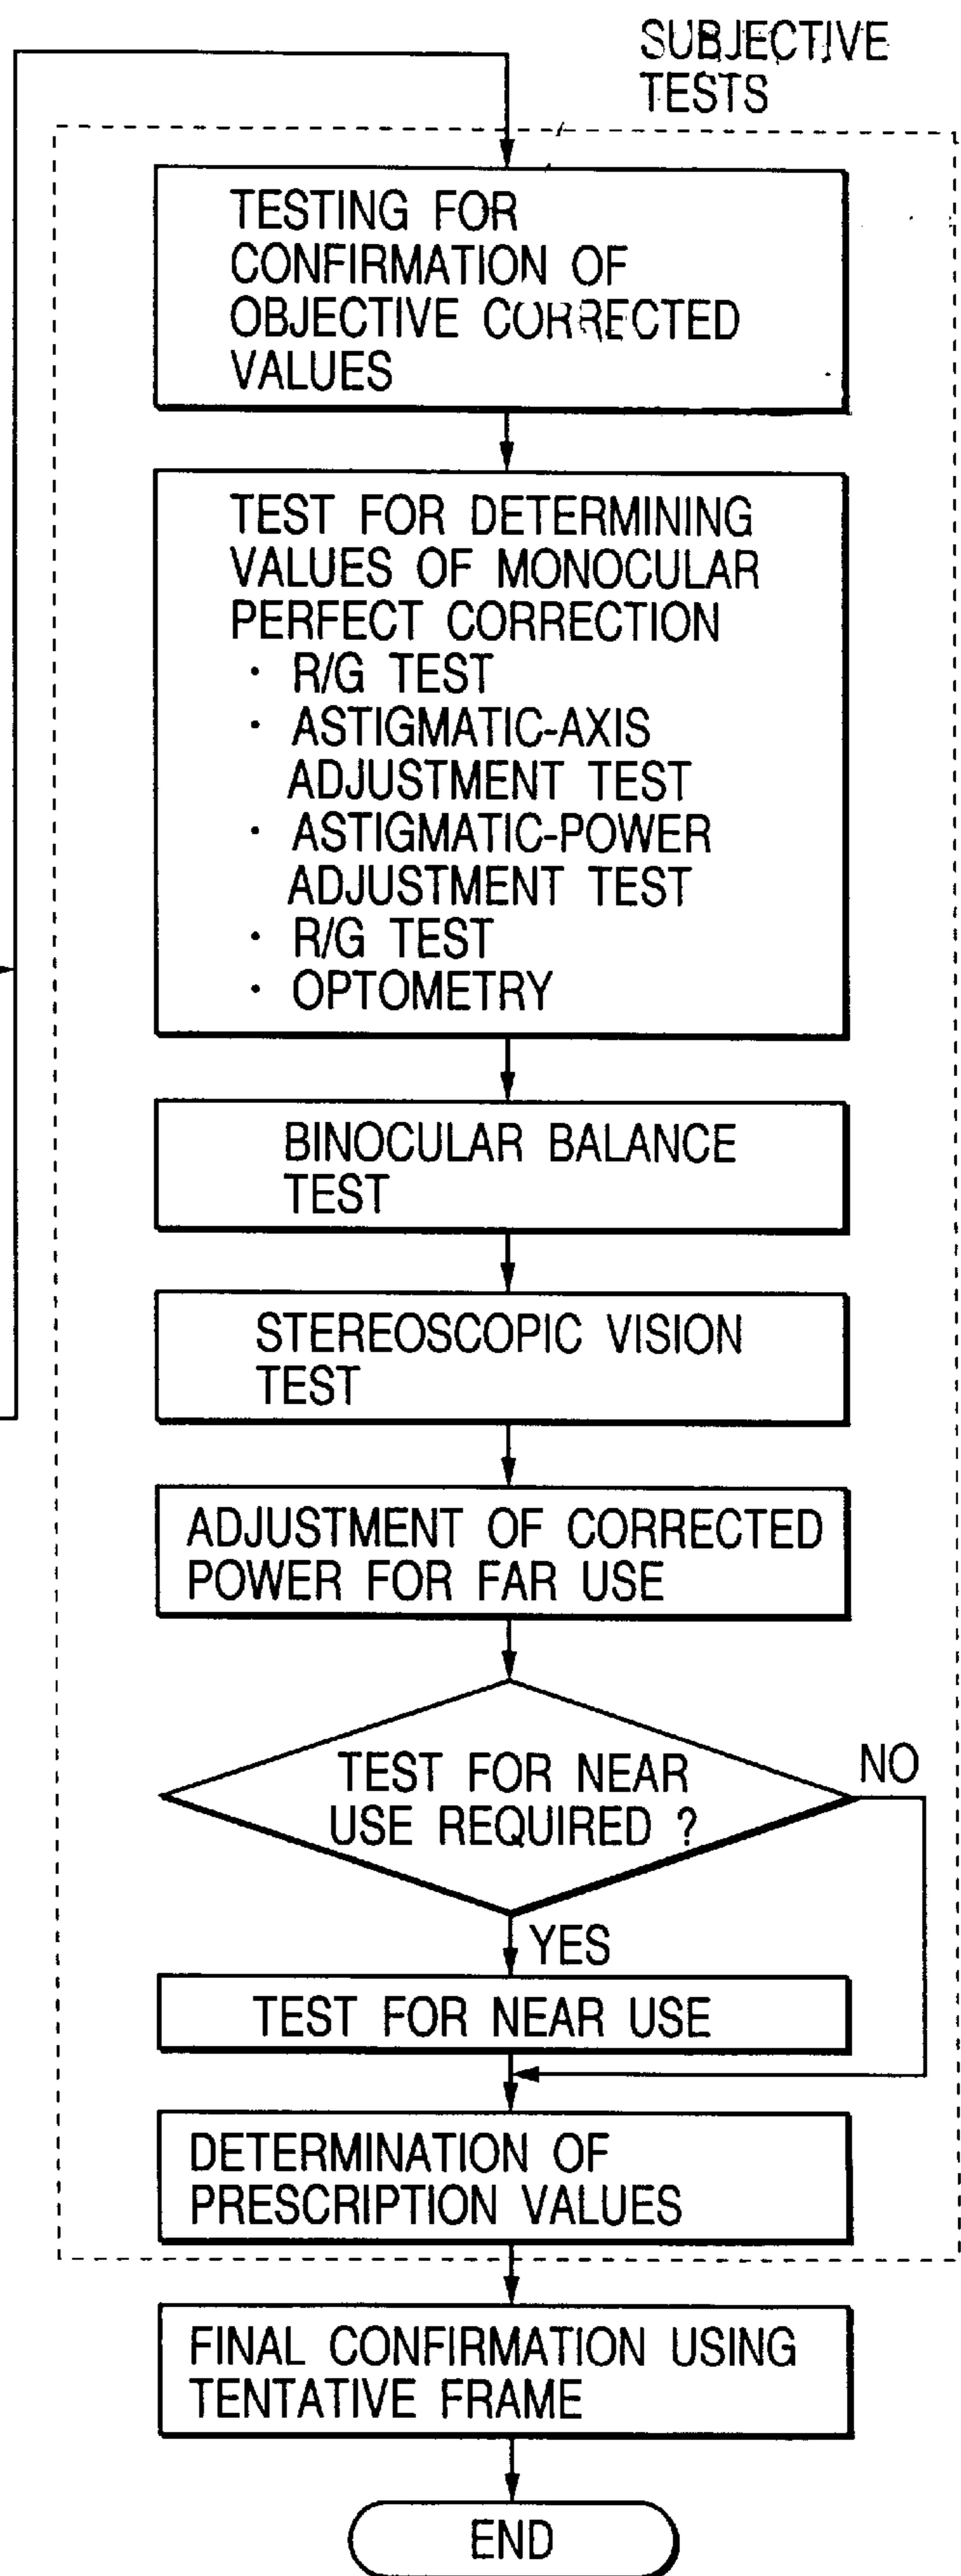 SUBJECTIVE
TESTS
TESTING FOR
CONFIRMATION OF
OBJECTIVE CORRECTED
VALUES
TEST FOR DETERMINING
VALUES OF MONOCULAR
PERFECT CORRECTION
· R/G TEST
· ASTIGMATIC-AXIS
ADJUSTMENT TEST
· ASTIGMATIC-POWER
ADJUSTMENT TEST
· R/G TEST
· OPTOMETRY
BINOCULAR BALANCE
TEST
STEREOSCOPIC VISION
TEST
ADJUSTMENT OF CORRECTED
POWER FOR FAR USE
TEST FOR NEAR
USE REQUIRED ?
NO
YES
TEST FOR NEAR USE
DETERMINATION OF
PRESCRIPTION VALUES
FINAL CONFIRMATION USING
TENTATIVE FRAME
END